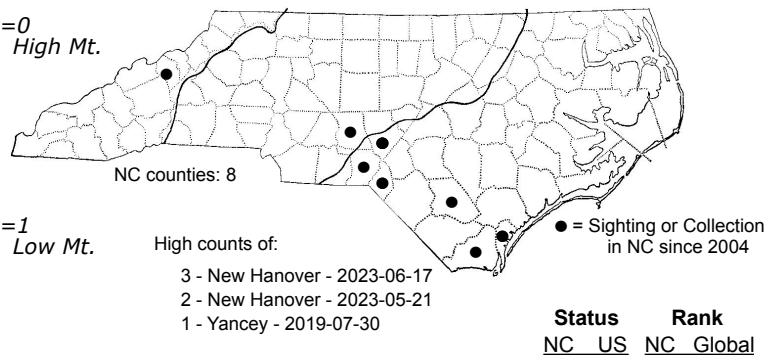 =0
High Mt.
NC counties: 8
=1
Low Mt.
High counts of:
3 - New Hanover - 2023-06-17
2 - New Hanover - 2023-05-21
1 - Yancey - 2019-07-30
● = Sighting or Collection
in NC since 2004
Status Rank
NC US NC Global